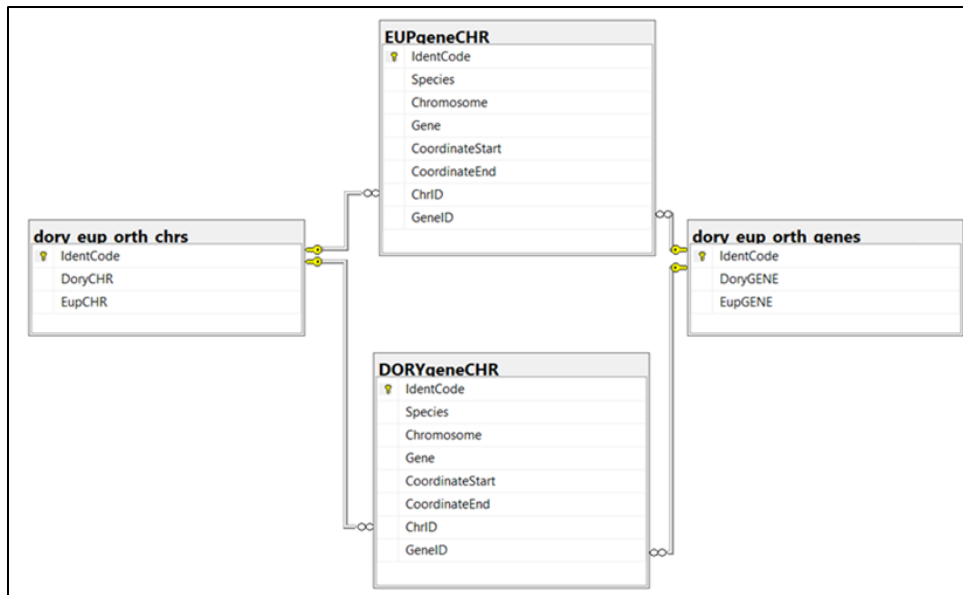 EUPgeneCHR
IdentCode
Species
Chromosome
Gene
CoordinateStart
CoordinateEnd
ChrID
GeneID
dory_eup_orth_chrs
IdentCode
DoryCHR
EupCHR
dory_eup_orth_genes
IdentCode
DoryGENE
EupGENE
DORYgeneCHR
IdentCode
Species
Chromosome
Gene
CoordinateStart
CoordinateEnd
ChrID
GeneID